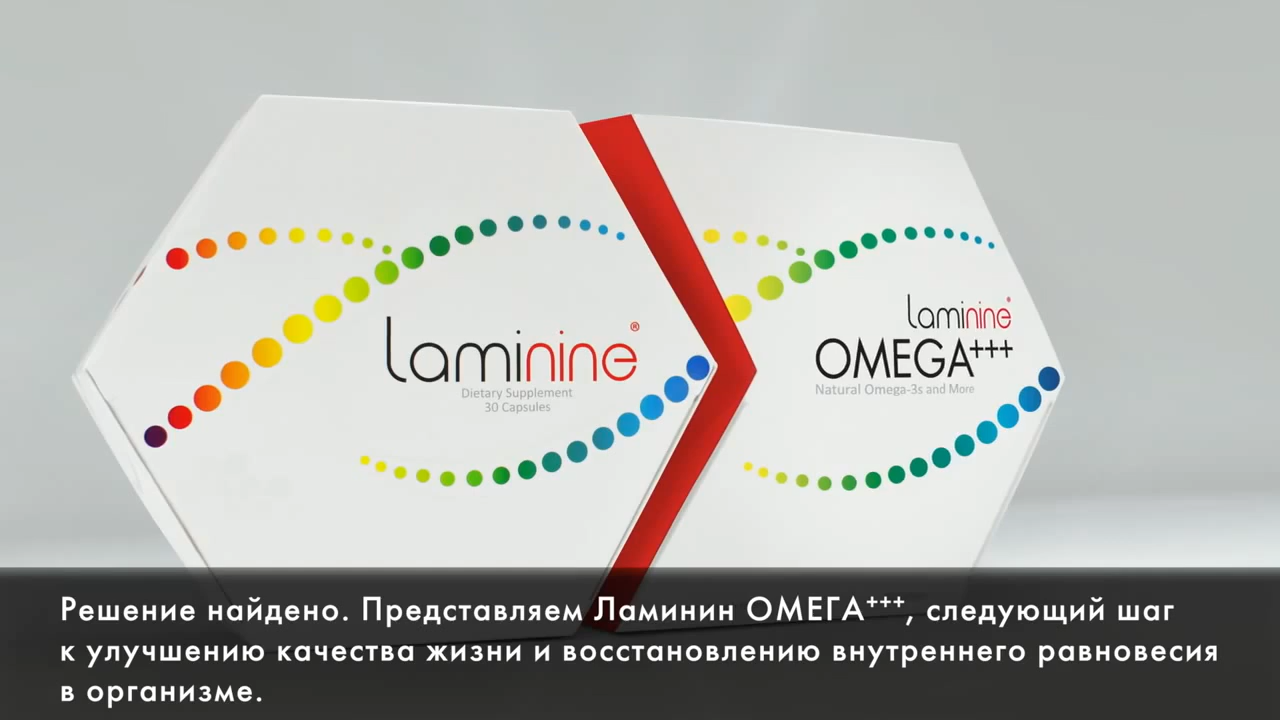 Laminine®
Dietary Supplement
30 Capsules
Laminine®
OMEGA+++
Natural Omega-3s and More
Решение найдено. Представляем Ламинин ОМЕГА+++, следующий шаг
к улучшению качества жизни и восстановлению внутреннего равновесия
в организме.